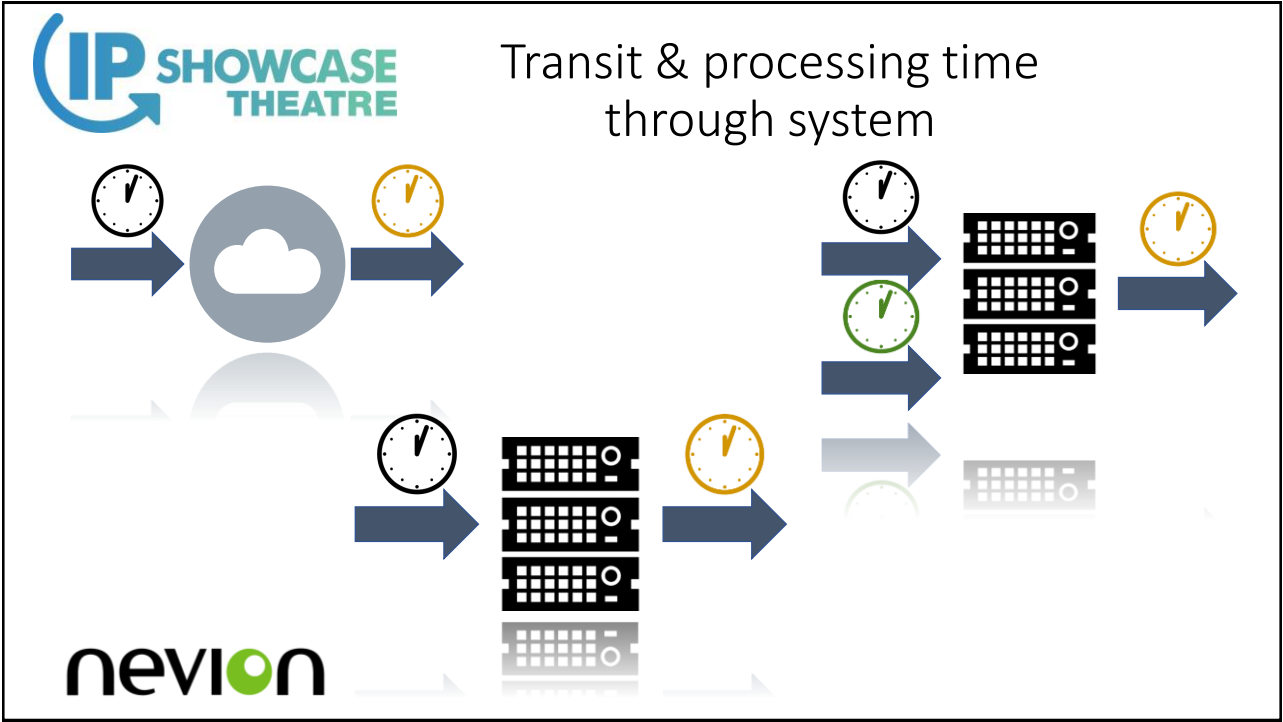 IP SHOWCASE
THEATRE
Transit & processing time
through system
nevion